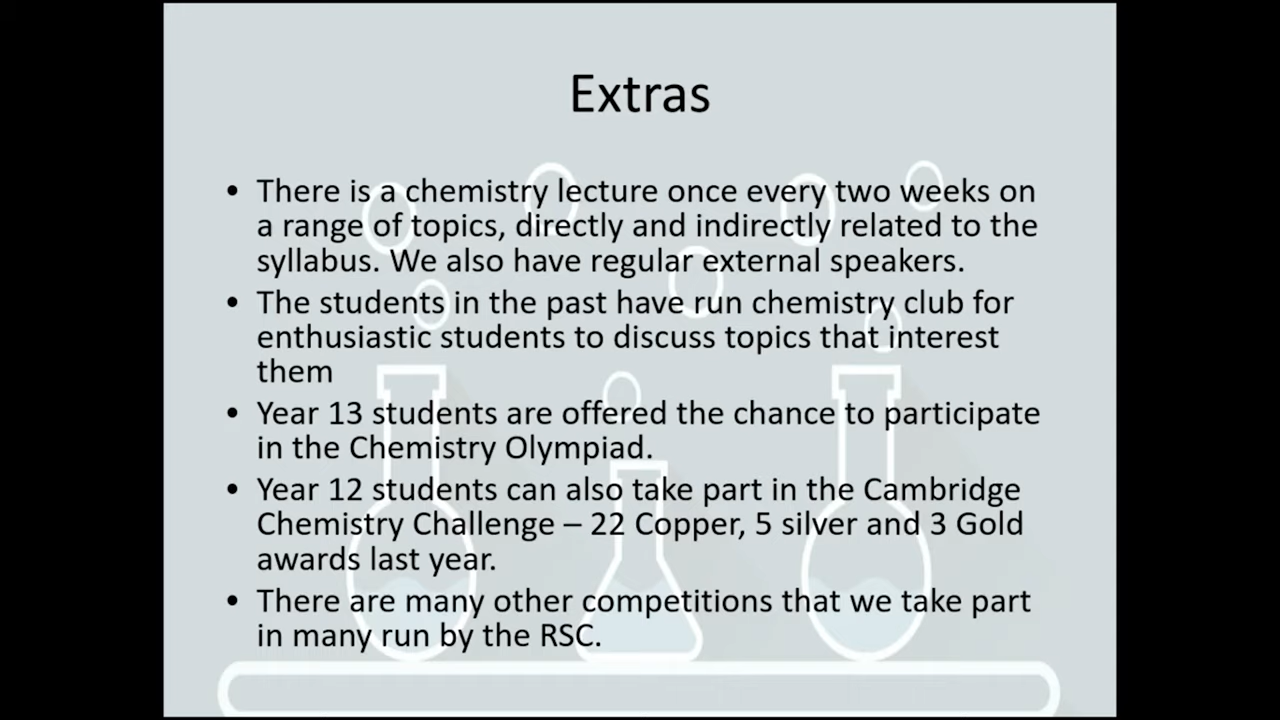 Extras
• There is a chemistry lecture once every two weeks on
a range of topics, directly and indirectly related to the
syllabus. We also have regular external speakers.
• The students in the past have run chemistry club for
enthusiastic students to discuss topics that interest
them
• Year 13 students are offered the chance to participate
in the Chemistry Olympiad.
• Year 12 students can also take part in the Cambridge
Chemistry Challenge – 22 Copper, 5 silver and 3 Gold
awards last year.
• There are many other competitions that we take part
in many run by the RSC.